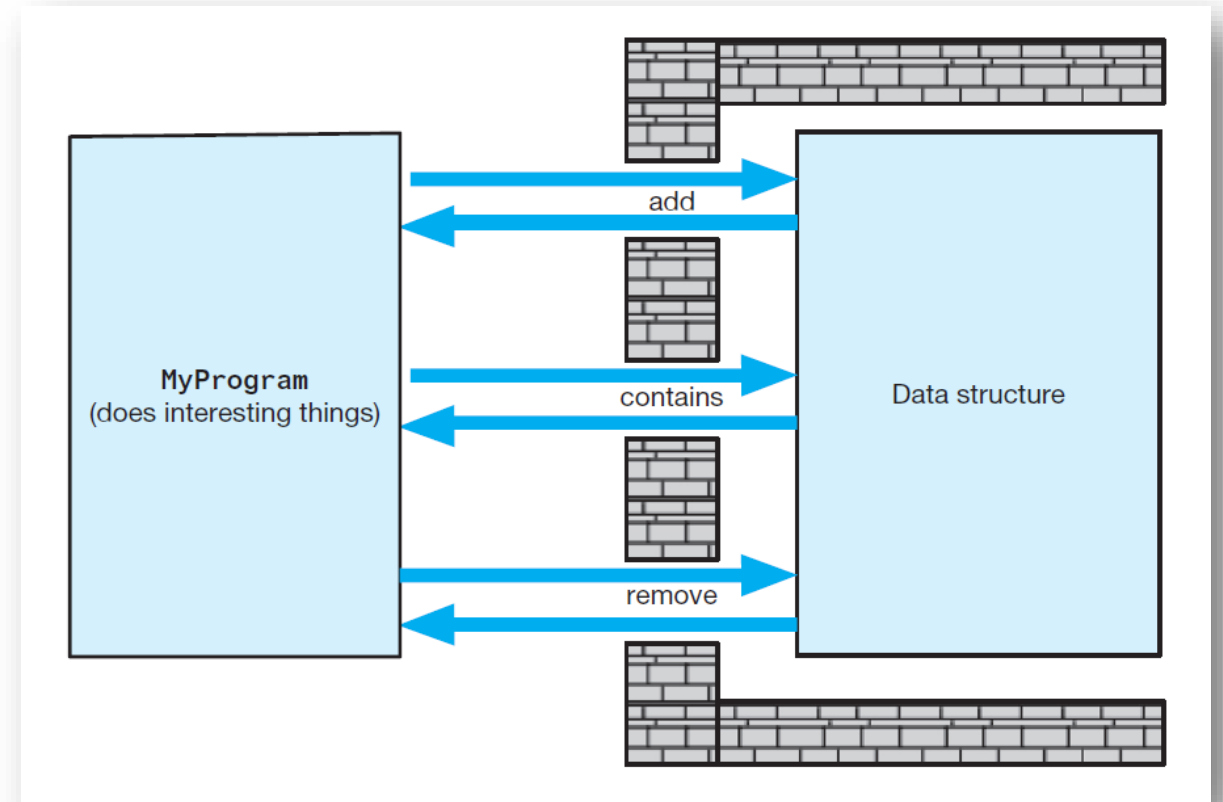 add
contains
MyProgram
(does interesting things)
Data structure
remove